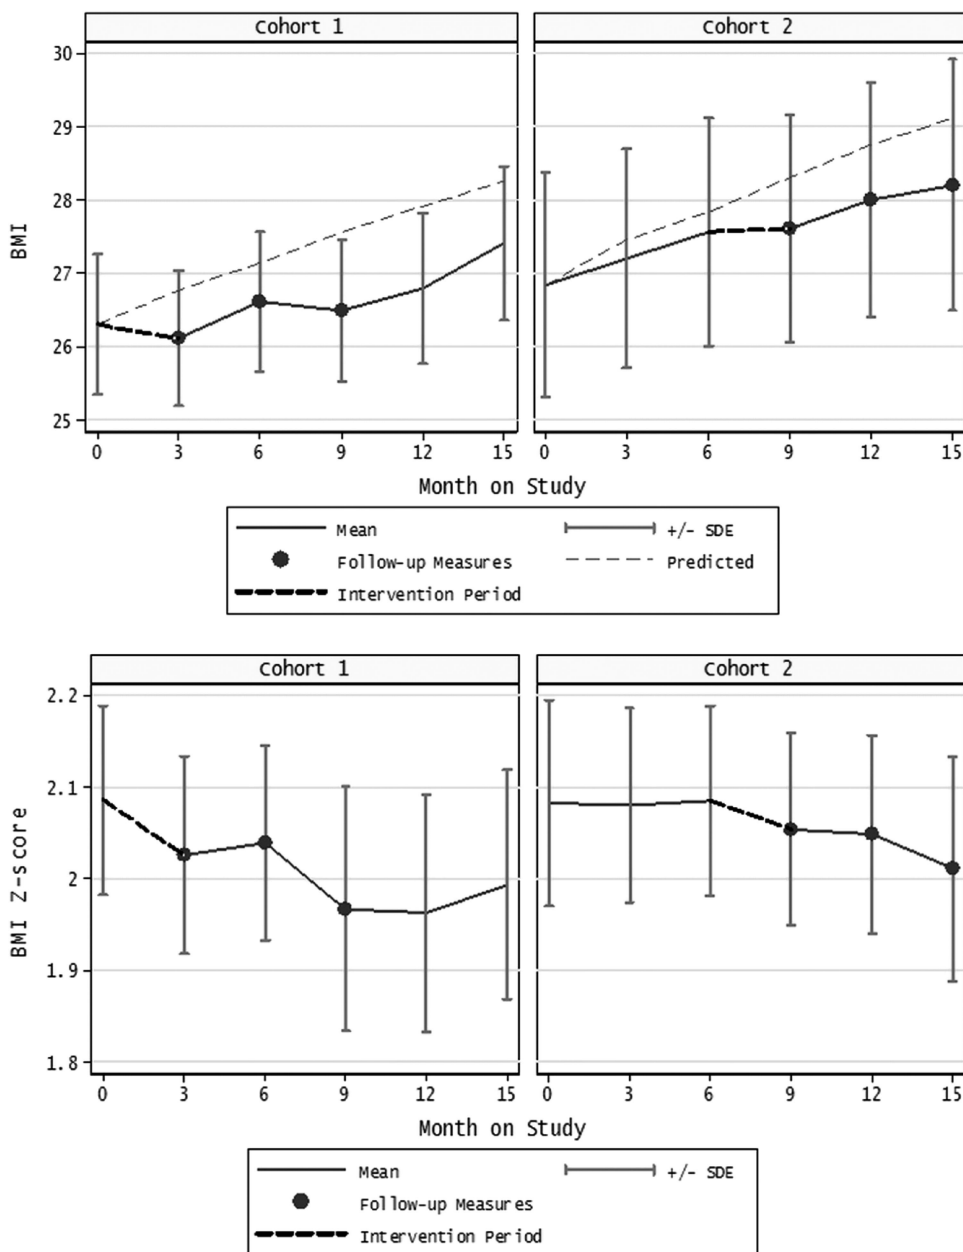 Cohort 1
Cohort 2
30
29
28
27
26
25
BMI
0 3 6 9 12 15
0 3 6 9 12 15
Month on Study
Mean
+/- SDE
Follow-up Measures
Predicted
Intervention Period
Cohort 1
Cohort 2
2.2
2.1
2
1.9
1.8
BMI Z-score
0 3 6 9 12 15
0 3 6 9 12 15
Month on Study
Mean
+/- SDE
Follow-up Measures
Intervention Period